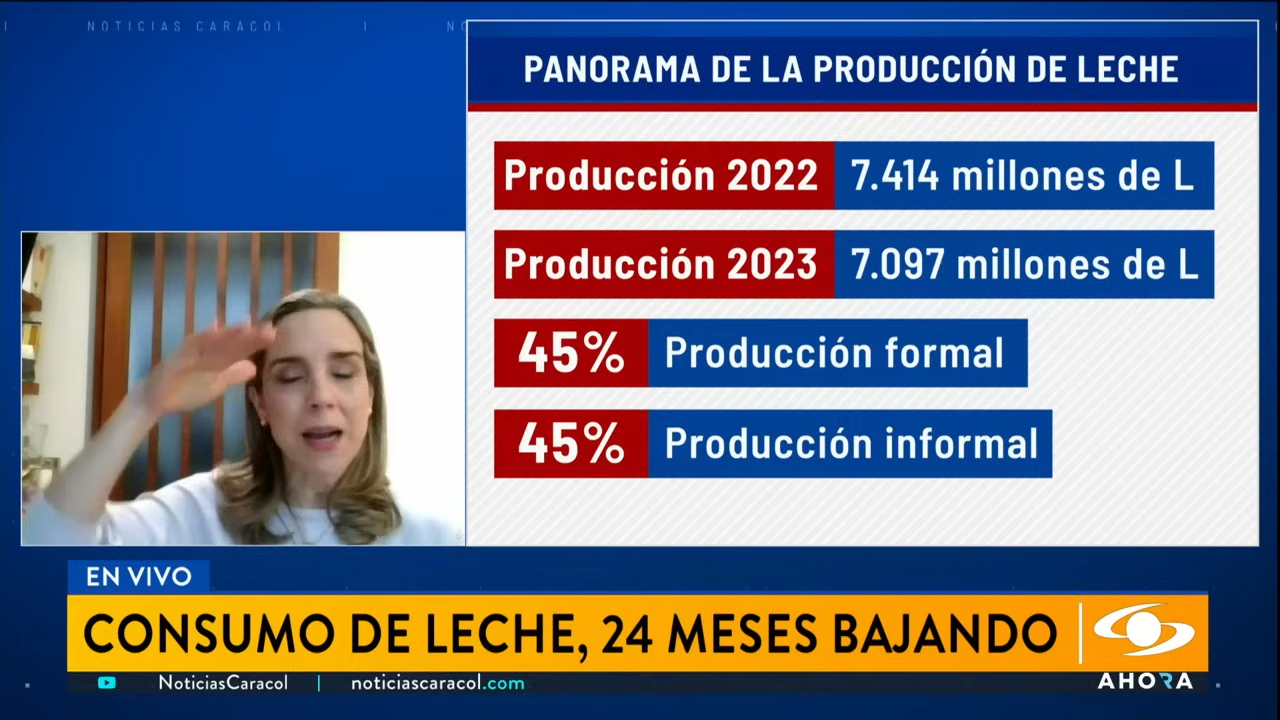 NOTICIAS CARACOL
NO
PANORAMA DE LA PRODUCCIÓN DE LECHE
Producción 2022 7.414 millones de L
Producción 2023 7.097 millones de L
45% Producción formal
45% Producción informal
EN VIVO
CONSUMO DE LECHE, 24 MESES BAJANDO
NoticiasCaracol | noticiascaracol.com
AHORA